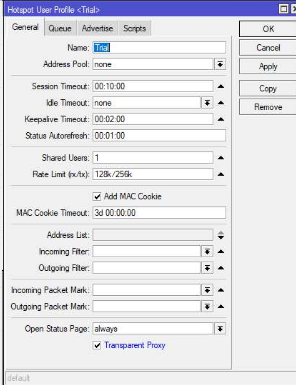 Hotspot User Profile <Trial>
General Queue Advertise Scripts
Name: Trial
Address Pool: none
Session Timeout: 00:10:00
Idle Timeout: none
Keepalive Timeout: 00:02:00
Status Autorefresh: 00:01:00
Shared Users: 1
Rate Limit (rx/tx): 128k/256k
Add MAC Cookie
MAC Cookie Timeout: 3d 00:00:00
Address List:
Incoming Filter:
Outgoing Filter:
Incoming Packet Mark:
Outgoing Packet Mark:
Open Status Page: always
Transparent Proxy
OK
Cancel
Apply
Copy
Remove
default